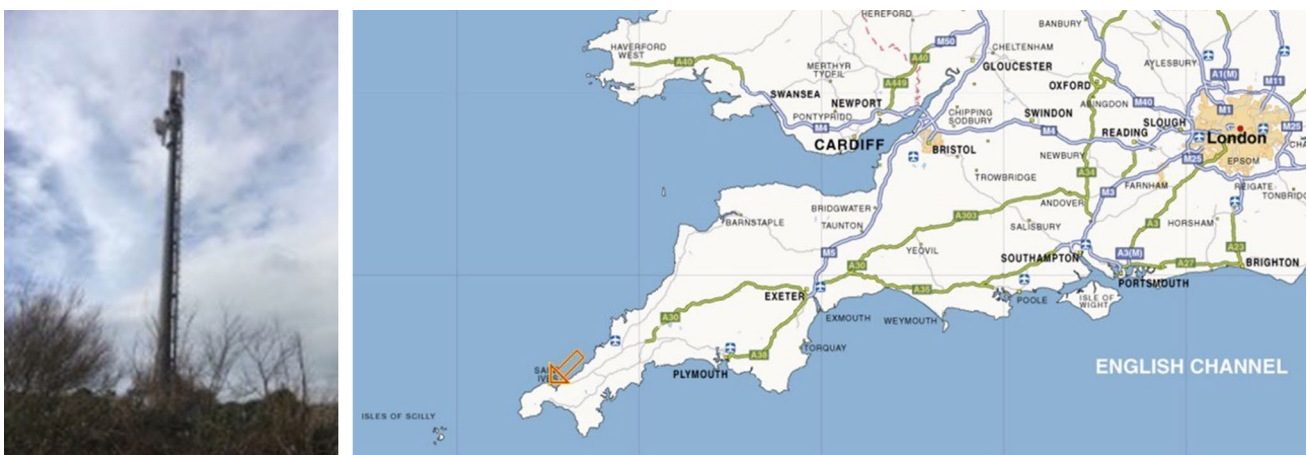 HEREFORD
BANBURY
HAVERFORD
WEST
A40
M50
CHELTENHAM
GLOUCESTER
A40
AYLESBURY
MERTHYR
TYDFIL
A449
OXFORD
A1(M)
M11
SWANSEA
NEWPORT
CHIPPING
SODBURY
SWINDON
ABINGDON
M40
M1
PONTYPRIDD
M4
M4
READING
SLOUGH
London
M25
CARDIFF
BRISTOL
NEWBURY
M25
EPSOM
TROWBRIDGE
A34
M3
FARNHAM
REIGATE
TONBRIDG
ANDOVER
BRIDGWATER
A303
BARNSTAPLE
TAUNTON
SALISBURY
A3
HORSHAM
M5
YEOVIL
SOUTHAMPTON
A3(M)
A23
A30
A27
BRIGHTON
EXETER
A35
POOLE
PORTSMOUTH
ISLE OF
WIGHT
A30
EXMOUTH
WEYMOUTH
A38
TORQUAY
PLYMOUTH
ENGLISH CHANNEL
ISLES OF SCILLY